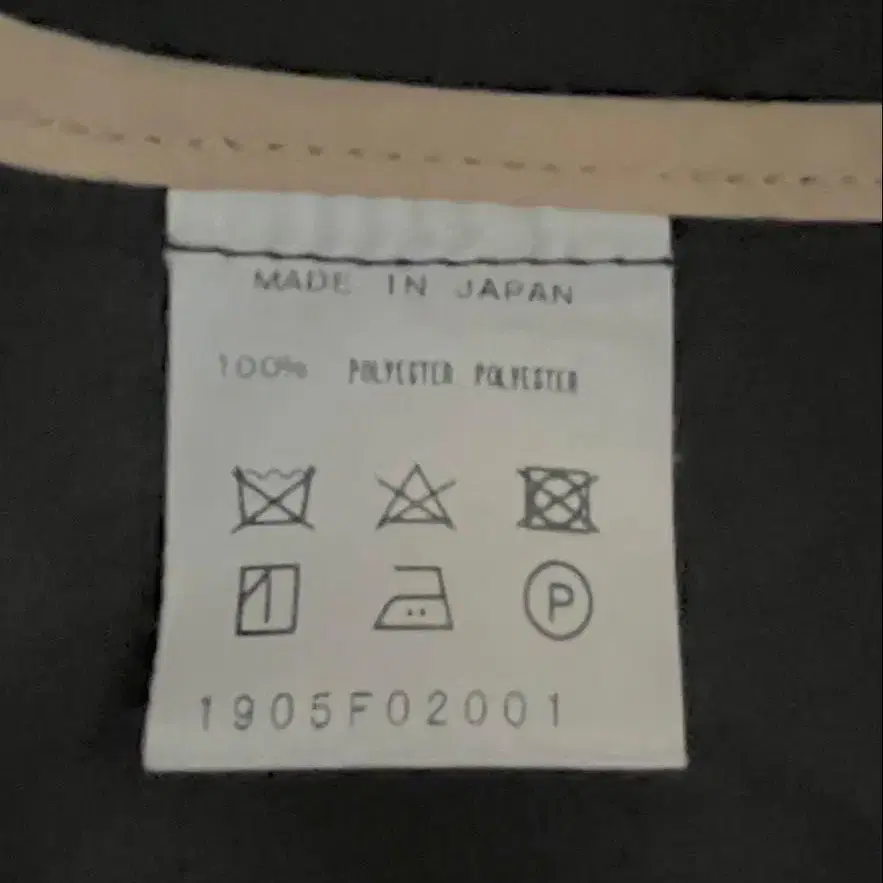 MADE IN JAPAN
100% POLYESTER POLYESTER
P
1905F02001